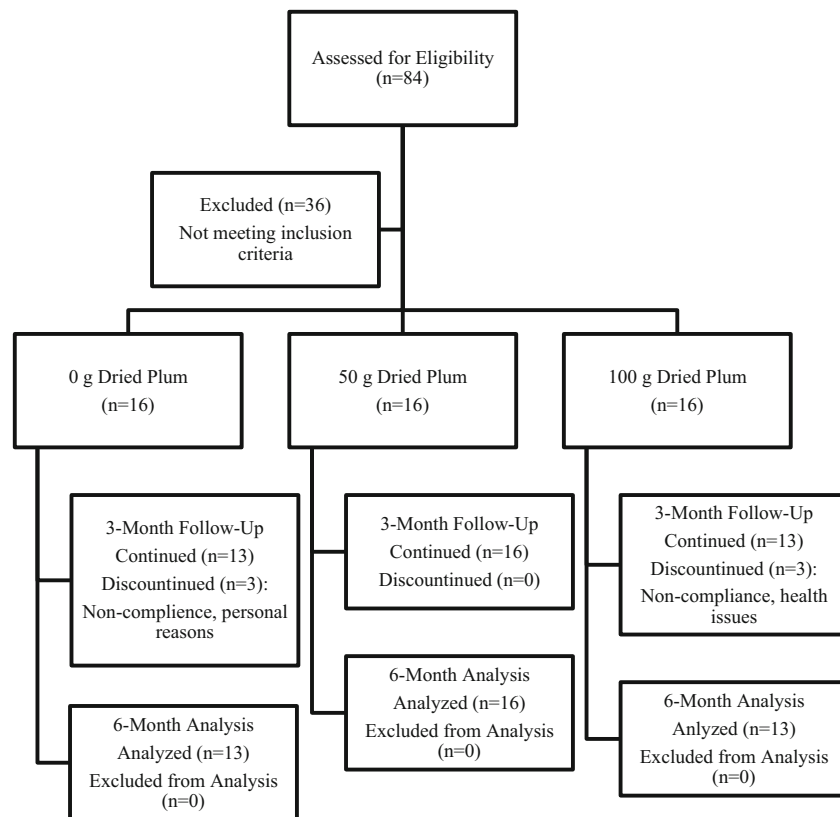 Assessed for Eligibility
(n=84)
Excluded (n=36)
Not meeting inclusion
criteria
0 g Dried Plum
(n=16)
50 g Dried Plum
(n=16)
100 g Dried Plum
(n=16)
3-Month Follow-Up
Continued (n=13)
Discountinued (n=3):
Non-complience, personal
reasons
3-Month Follow-Up
Continued (n=16)
Discountinued (n=0)
3-Month Follow-Up
Continued (n=13)
Discountinued (n=3):
Non-compliance, health
issues
6-Month Analysis
Analyzed (n=13)
Excluded from Analysis
(n=0)
6-Month Analysis
Analyzed (n=16)
Excluded from Analysis
(n=0)
6-Month Analysis
Anlyzed (n=13)
Excluded from Analysis
(n=0)